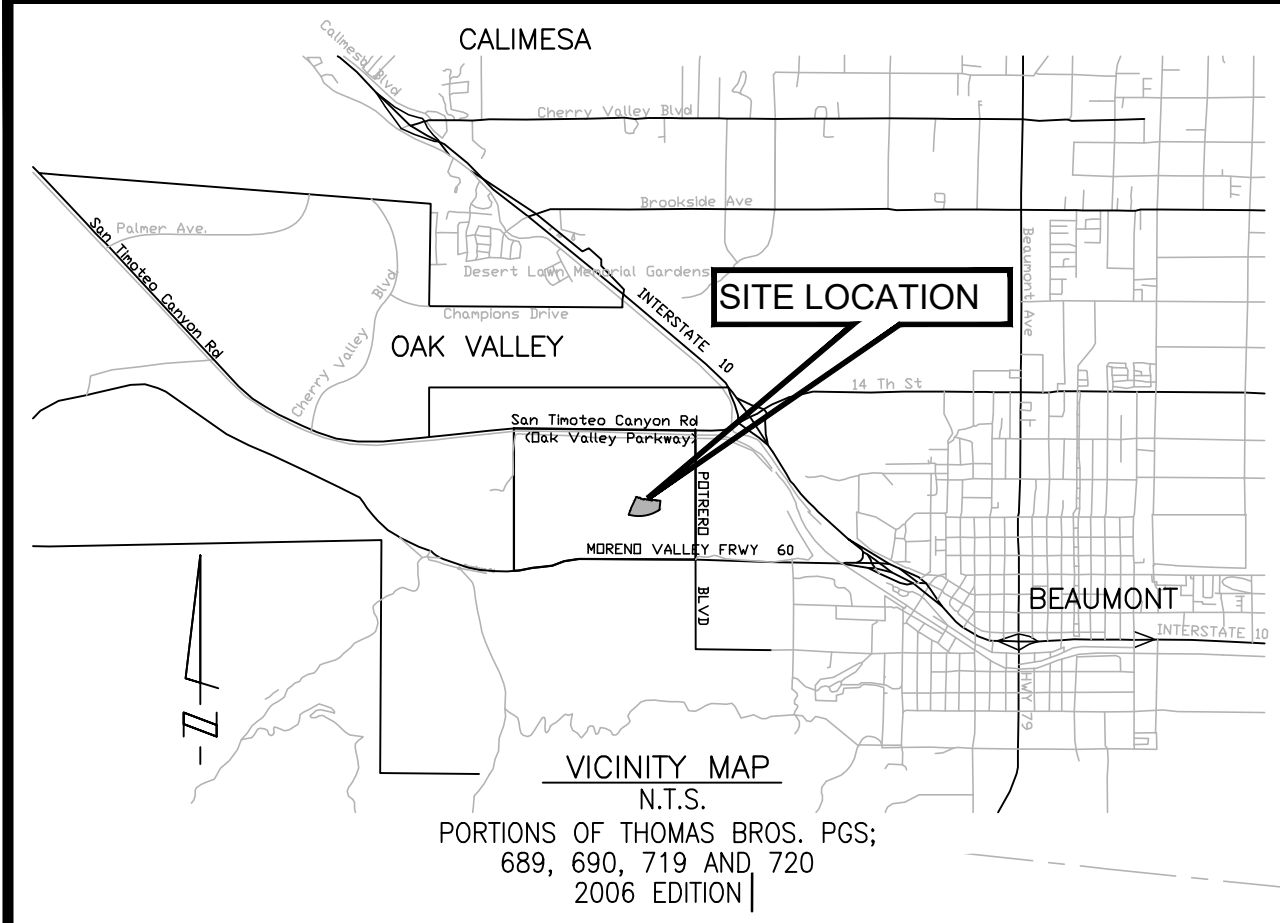 CALIMESA
Calimesa Blvd
Cherry Valley Blvd
Brookside Ave
Palmer Ave.
San Timoteo Canyon Rd
Cherry Valley Blvd
Desert Lawn Memorial Gardens
Champions Drive
INTERSTATE 10
SITE LOCATION
Beaumont Ave
OAK VALLEY
14 Th St
San Timoteo Canyon Rd
(Oak Valley Parkway)
POTRERO BLVD
MORENO VALLEY FRWY 60
BEAUMONT
INTERSTATE 10
HWY 79
N
VICINITY MAP
N.T.S.
PORTIONS OF THOMAS BROS. PGS;
689, 690, 719 AND 720
2006 EDITION